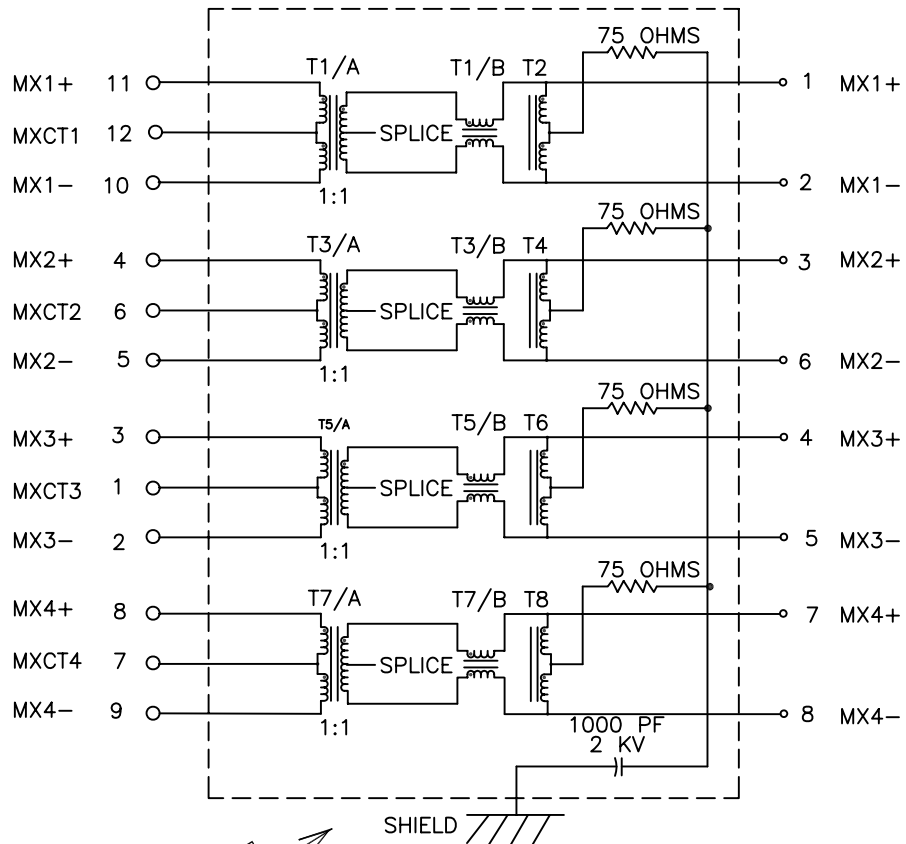 75 OHMS
T1/A T1/B T2
MX1+ 11 1 MX1+
MXCT1 12 SPLICE
MX1- 10 2 MX1-
1:1
75 OHMS
T3/A T3/B T4
MX2+ 4 3 MX2+
MXCT2 6 SPLICE
MX2- 5 6 MX2-
1:1
75 OHMS
T5/A T5/B T6
MX3+ 3 4 MX3+
MXCT3 1 SPLICE
MX3- 2 5 MX3-
1:1
75 OHMS
T7/A T7/B T8
MX4+ 8 7 MX4+
MXCT4 7 SPLICE
MX4- 9 8 MX4-
1:1
1000 PF
2 KV
SHIELD